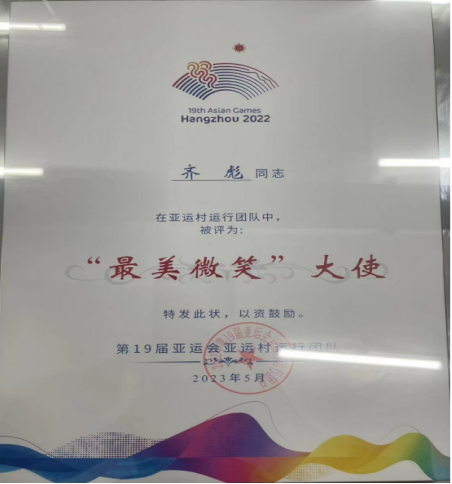 19th Asian Games
Hangzhou 2022
齐彪 同志
在亚运村运行团队中，
被评为：
“最美微笑”大使
特发此状，以资鼓励。
第19届亚运会亚运村运行团队
2023年5月